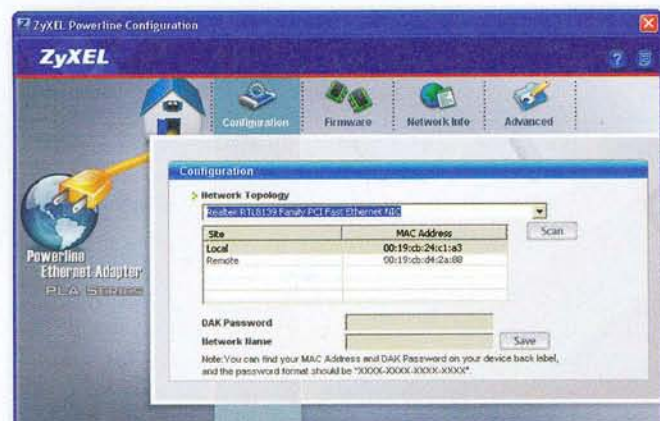 ZyXEL Powerline Configuration
ZyXEL
Configuration
Firmware
Network Info
Advanced
Configuration
Network Topology
Realtek RTL8139 Family PCI Fast Ethernet NIC
Scan
Site MAC Address
Local 00:19:cb:24:c1:a3
Remote 00:19:cb:d4:2a:88
Powerline
Ethernet Adapter
PLA SERIES
DAK Password
Network Name
Save
Note:You can find your MAC Address and DAK Password on your device back label,
and the password format should be "XXXX-XXXX-XXXX-XXXX".